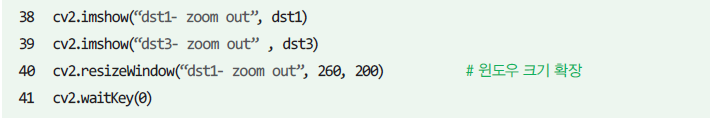 38 cv2.imshow(“dst1- zoom out”, dst1)
39 cv2.imshow(“dst3- zoom out” , dst3)
40 cv2.resizeWindow(“dst1- zoom out”, 260, 200) # 윈도우 크기 확장
41 cv2.waitKey(0)